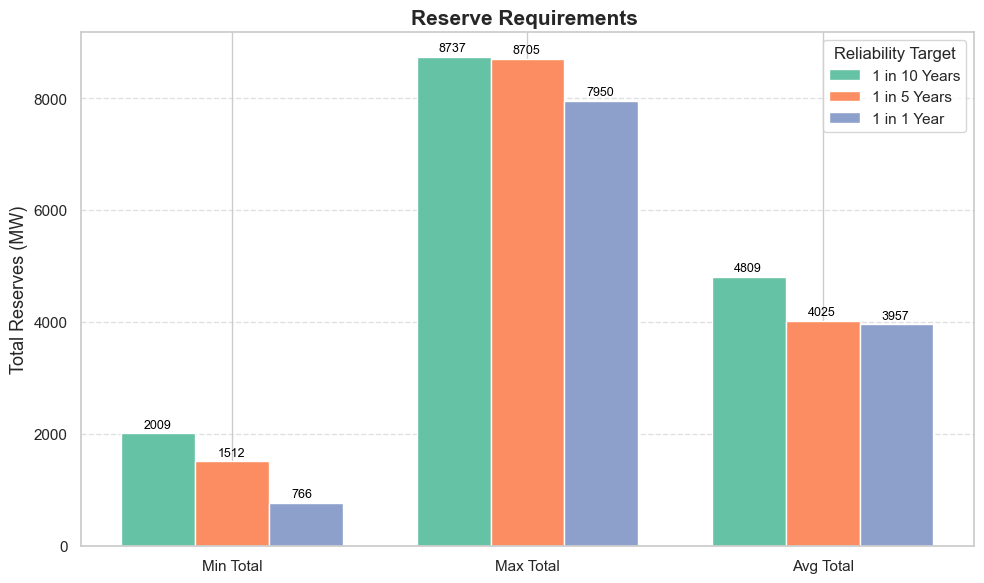 Reserve Requirements
Reliability Target
1 in 10 Years
1 in 5 Years
1 in 1 Year
Total Reserves (MW)
8000
6000
4000
2000
0
2009
1512
766
8737
8705
7950
4809
4025
3957
Min Total
Max Total
Avg Total